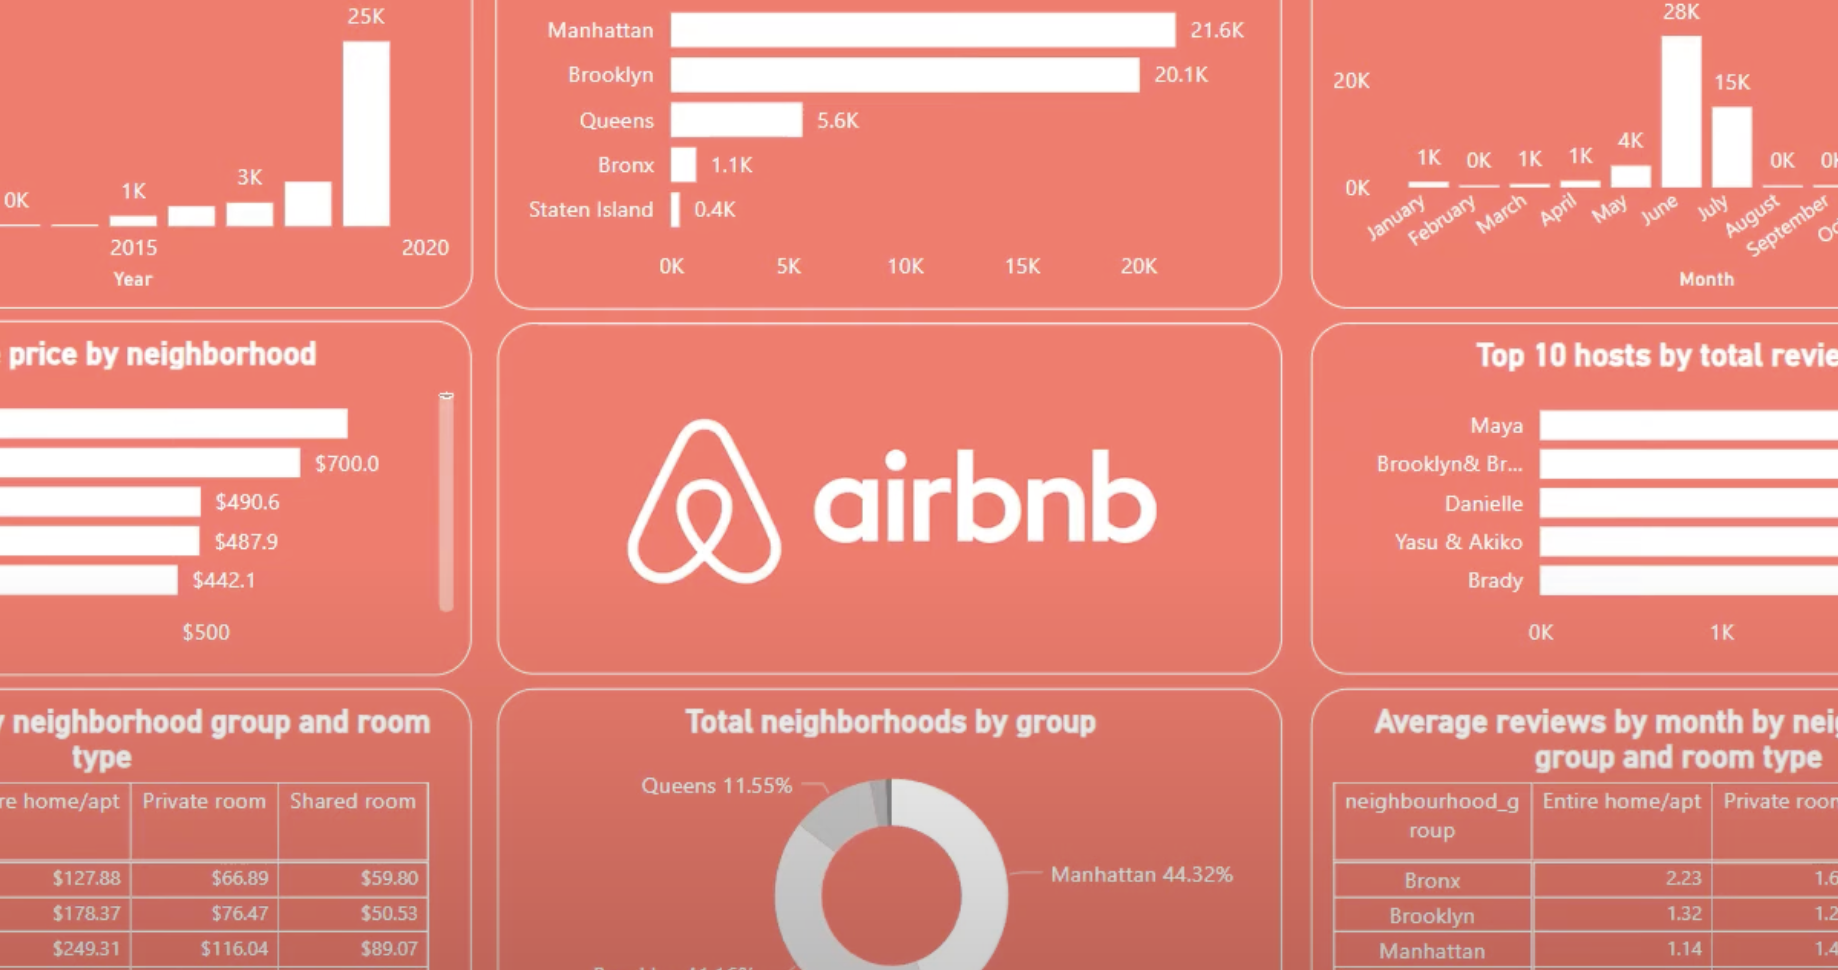 25K
0K
1K
3K
2015
2020
Year
Manhattan
21.6K
Brooklyn
20.1K
Queens
5.6K
Bronx
1.1K
Staten Island
0.4K
0K 5K 10K 15K 20K
28K
20K
15K
4K
1K 0K 1K 1K
0K
0K
January February March April May June July August September
Month
price by neighborhood
$700.0
$490.6
$487.9
$442.1
$500
airbnb
Top 10 hosts by total
Maya
Brooklyn& Br...
Danielle
Yasu & Akiko
Brady
0K 1K
neighborhood group and room
type
home/apt Private room Shared room
$127.88 $66.89 $59.80
$178.37 $76.47 $50.53
$249.31 $116.04 $89.07
Total neighborhoods by group
Queens 11.55%
Manhattan 44.32%
Average reviews by month by
group and room type
neighbourhood_g
roup
Entire home/apt Private
Bronx 2.23
Brooklyn 1.32
Manhattan 1.14